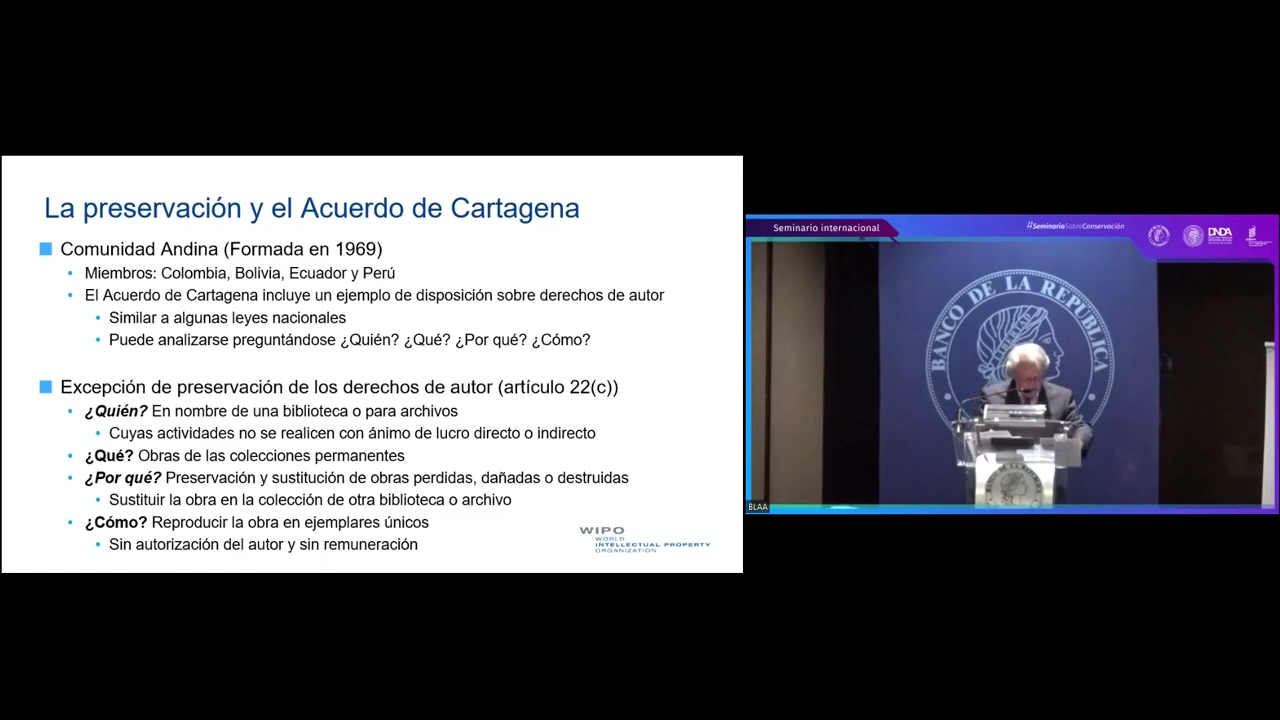 La preservación y el Acuerdo de Cartagena
Comunidad Andina (Formada en 1969)
Miembros: Colombia, Bolivia, Ecuador y Perú
El Acuerdo de Cartagena incluye un ejemplo de disposición sobre derechos de autor
Similar a algunas leyes nacionales
Puede analizarse preguntándose ¿Quién? ¿Qué? ¿Por qué? ¿Cómo?
Excepción de preservación de los derechos de autor (artículo 22(c))
¿Quién? En nombre de una biblioteca o para archivos
Cuyas actividades no se realicen con ánimo de lucro directo o indirecto
¿Qué? Obras de las colecciones permanentes
¿Por qué? Preservación y sustitución de obras perdidas, dañadas o destruidas
Sustituir la obra en la colección de otra biblioteca o archivo
¿Cómo? Reproducir la obra en ejemplares únicos
Sin autorización del autor y sin remuneración
WIPO
WORLD
INTELLECTUAL PROPERTY
ORGANIZATION
Seminario internacional
#SeminarioSobreConservación
DNDA
BANCO DE LA REPÚBLICA
BLAA